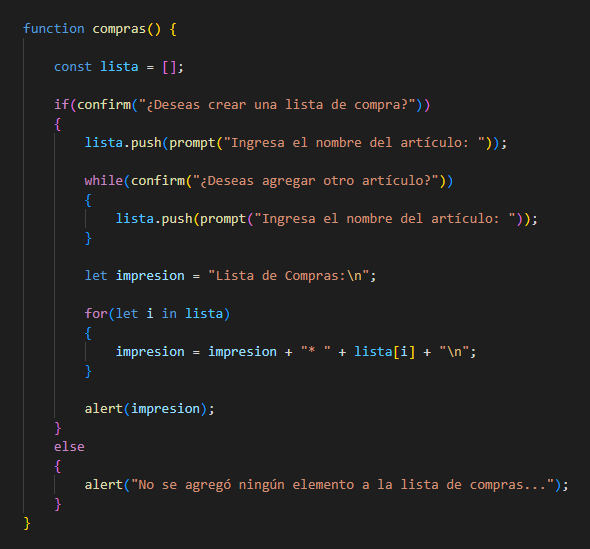 function compras() {
const lista = [];
if(confirm("¿Deseas crear una lista de compra?"))
{
lista.push(prompt("Ingresa el nombre del artículo: "));
while(confirm("¿Deseas agregar otro artículo?"))
{
lista.push(prompt("Ingresa el nombre del artículo: "));
}
let impresion = "Lista de Compras:\n";
for(let i in lista)
{
impresion = impresion + "* " + lista[i] + "\n";
}
alert(impresion);
}
else
{
alert("No se agregó ningún elemento a la lista de compras...");
}
}